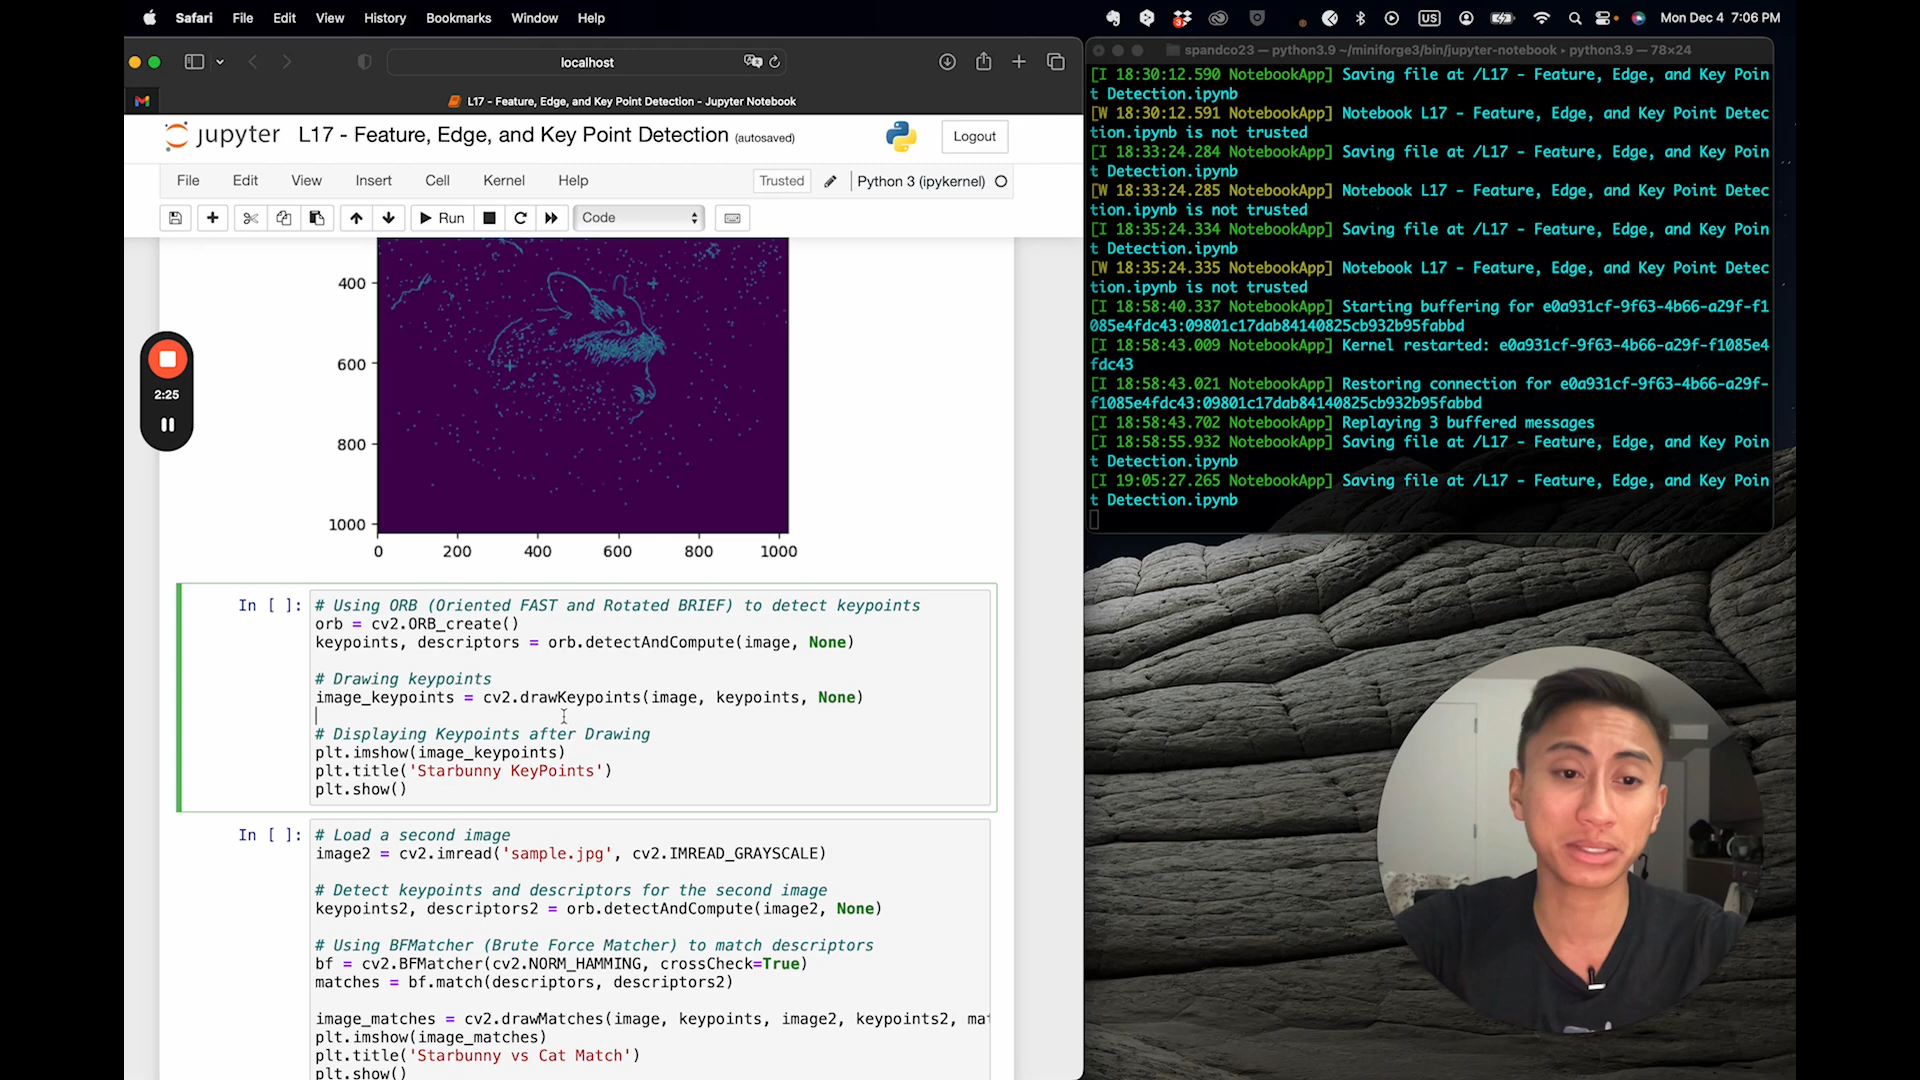 Safari File Edit View History Bookmarks Window Help
US
Mon Dec 4 7:06 PM
localhost
L17 - Feature, Edge, and Key Point Detection - Jupyter Notebook
jupyter L17 - Feature, Edge, and Key Point Detection (autosaved)
Logout
File Edit View Insert Cell Kernel Help
Trusted
Python 3 (ipykernel)
Run
Code
400
600
800
1000
0 200 400 600 800 1000
2:25
In [ ]:
# Using ORB (Oriented FAST and Rotated BRIEF) to detect keypoints
orb = cv2.ORB_create()
keypoints, descriptors = orb.detectAndCompute(image, None)
# Drawing keypoints
image_keypoints = cv2.drawKeypoints(image, keypoints, None)
# Displaying Keypoints after Drawing
plt.imshow(image_keypoints)
plt.title('Starbunny KeyPoints')
plt.show()
In [ ]:
# Load a second image
image2 = cv2.imread('sample.jpg', cv2.IMREAD_GRAYSCALE)
# Detect keypoints and descriptors for the second image
keypoints2, descriptors2 = orb.detectAndCompute(image2, None)
# Using BFMatcher (Brute Force Matcher) to match descriptors
bf = cv2.BFMatcher(cv2.NORM_HAMMING, crossCheck=True)
matches = bf.match(descriptors, descriptors2)
image_matches = cv2.drawMatches(image, keypoints, image2, keypoints2, mat
plt.imshow(image_matches)
plt.title('Starbunny vs Cat Match')
plt.show()
spandco23 — python3.9 ~/miniforge3/bin/jupyter-notebook ▸ python3.9 — 78×24
[I 18:30:12.590 NotebookApp] Saving file at /L17 - Feature, Edge, and Key Poin
t Detection.ipynb
[W 18:30:12.591 NotebookApp] Notebook L17 - Feature, Edge, and Key Point Detec
tion.ipynb is not trusted
[I 18:33:24.284 NotebookApp] Saving file at /L17 - Feature, Edge, and Key Poin
t Detection.ipynb
[W 18:33:24.285 NotebookApp] Notebook L17 - Feature, Edge, and Key Point Detec
tion.ipynb is not trusted
[I 18:35:24.334 NotebookApp] Saving file at /L17 - Feature, Edge, and Key Poin
t Detection.ipynb
[W 18:35:24.335 NotebookApp] Notebook L17 - Feature, Edge, and Key Point Detec
tion.ipynb is not trusted
[I 18:58:40.337 NotebookApp] Starting buffering for e0a931cf-9f63-4b66-a29f-f1
085e4fdc43:09801c17dab84140825cb932b95fabbd
[I 18:58:43.009 NotebookApp] Kernel restarted: e0a931cf-9f63-4b66-a29f-f1085e4
fdc43
[I 18:58:43.021 NotebookApp] Restoring connection for e0a931cf-9f63-4b66-a29f-
f1085e4fdc43:09801c17dab84140825cb932b95fabbd
[I 18:58:43.702 NotebookApp] Replaying 3 buffered messages
[I 18:58:55.932 NotebookApp] Saving file at /L17 - Feature, Edge, and Key Poin
t Detection.ipynb
[I 19:05:27.265 NotebookApp] Saving file at /L17 - Feature, Edge, and Key Poin
t Detection.ipynb